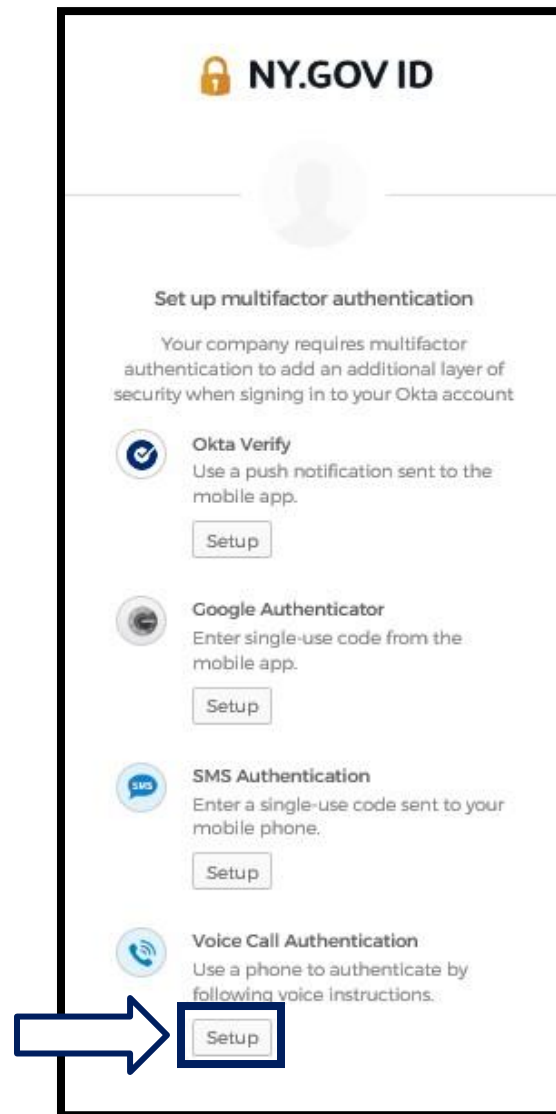 NY.GOV ID
Set up multifactor authentication
Your company requires multifactor
authentication to add an additional layer of
security when signing in to your Okta account
Okta Verify
Use a push notification sent to the
mobile app.
Setup
Google Authenticator
Enter single-use code from the
mobile app.
Setup
SMS
SMS Authentication
Enter a single-use code sent to your
mobile phone.
Setup
Voice Call Authentication
Use a phone to authenticate by
following voice instructions.
Setup